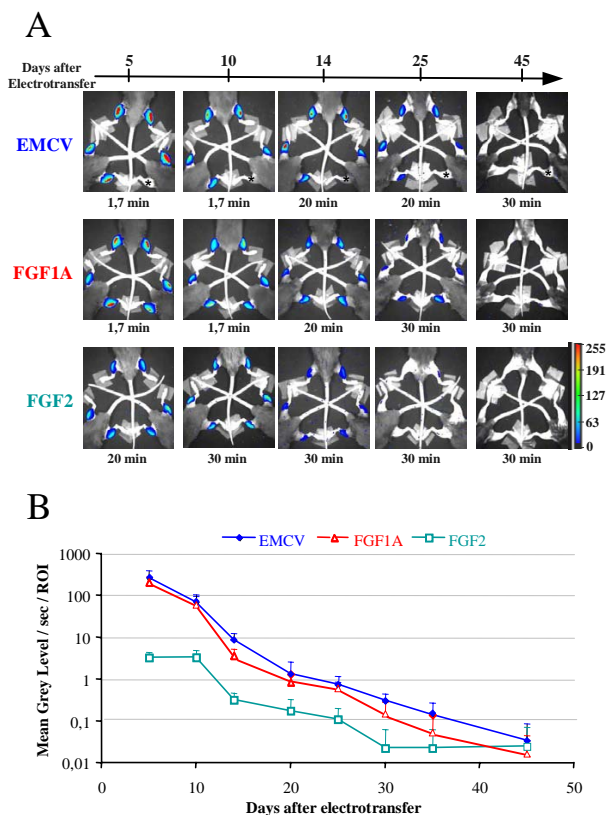 A
Days after
Electrotransfer
5 10 14 25 45
EMCV
* * * * *
1,7 min 1,7 min 20 min 20 min 30 min
FGF1A
1,7 min 1,7 min 20 min 30 min 30 min
FGF2
255
191
127
63
0
20 min 30 min 30 min 30 min 30 min
B
EMCV FGF1A FGF2
Mean Grey Level / sec / ROI
1000
100
10
1
0,1
0,01
0 10 20 30 40 50
Days after electrotransfer